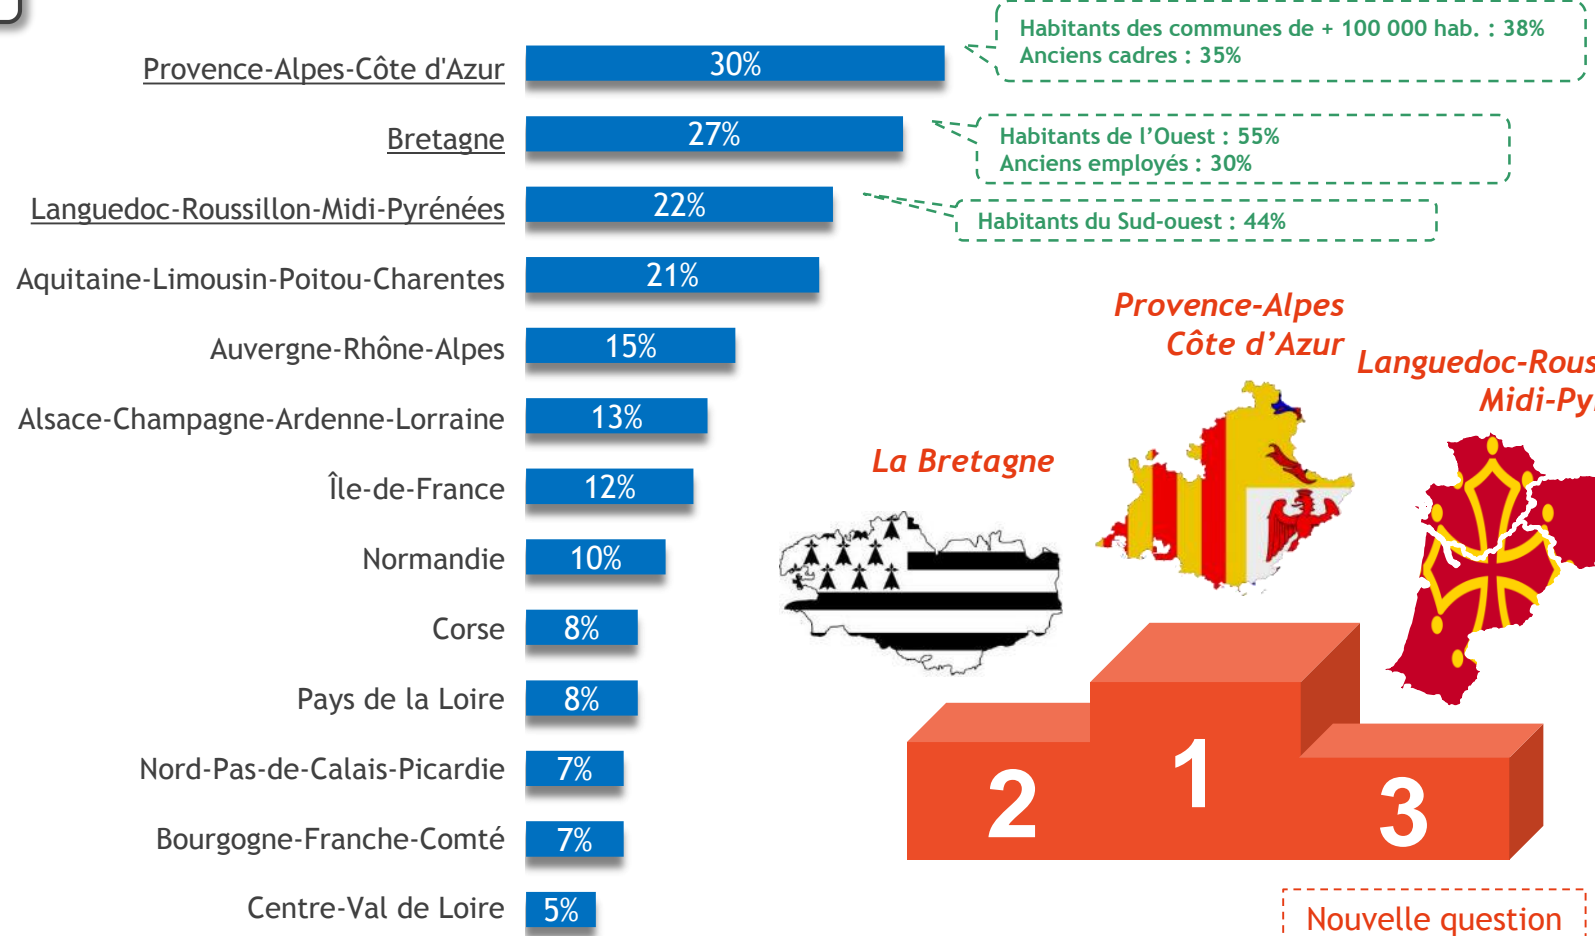 Habitants des communes de + 100 000 hab. : 38%
Anciens cadres : 35%
Provence-Alpes-Côte d'Azur 30%
Bretagne 27%
Habitants de l’Ouest : 55%
Anciens employés : 30%
Languedoc-Roussillon-Midi-Pyrénées 22%
Habitants du Sud-ouest : 44%
Aquitaine-Limousin-Poitou-Charentes 21%
Auvergne-Rhône-Alpes 15%
Alsace-Champagne-Ardenne-Lorraine 13%
Île-de-France 12%
Normandie 10%
Corse 8%
Pays de la Loire 8%
Nord-Pas-de-Calais-Picardie 7%
Bourgogne-Franche-Comté 7%
Centre-Val de Loire 5%
Provence-Alpes
Côte d’Azur
Languedoc-Rous
Midi-Py
La Bretagne
2
1
3
Nouvelle question